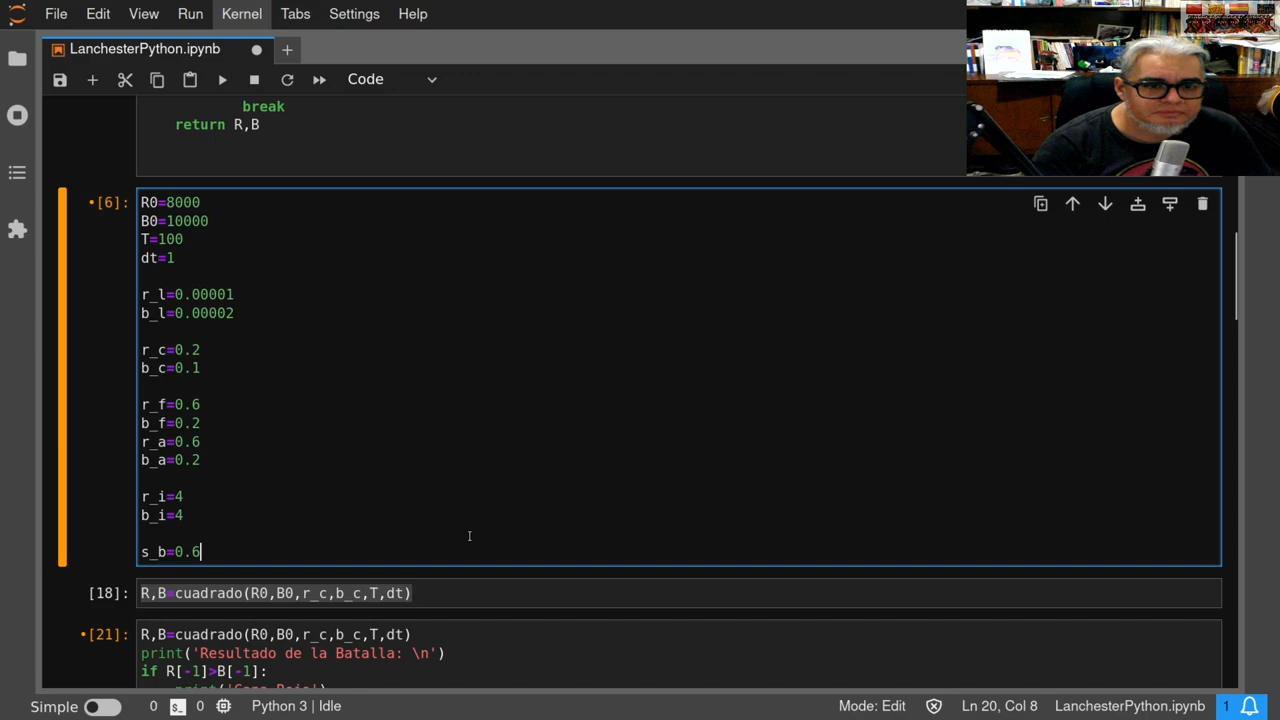 File Edit View Run Kernel Tabs Settings Help
LanchesterPython.ipynb
Code
break
return R,B
[6]:
R0=8000
B0=10000
T=100
dt=1
r_l=0.00001
b_l=0.00002
r_c=0.2
b_c=0.1
r_f=0.6
b_f=0.2
r_a=0.6
b_a=0.2
r_i=4
b_i=4
s_b=0.6
[18]: R,B=cuadrado(R0,B0,r_c,b_c,T,dt)
[21]: R,B=cuadrado(R0,B0,r_c,b_c,T,dt)
print('Resultado de la Batalla: \n')
if R[-1]>B[-1]:
Simple 0 $_ 0 Python 3 | Idle Mode: Edit Ln 20, Col 8 LanchesterPython.ipynb 1